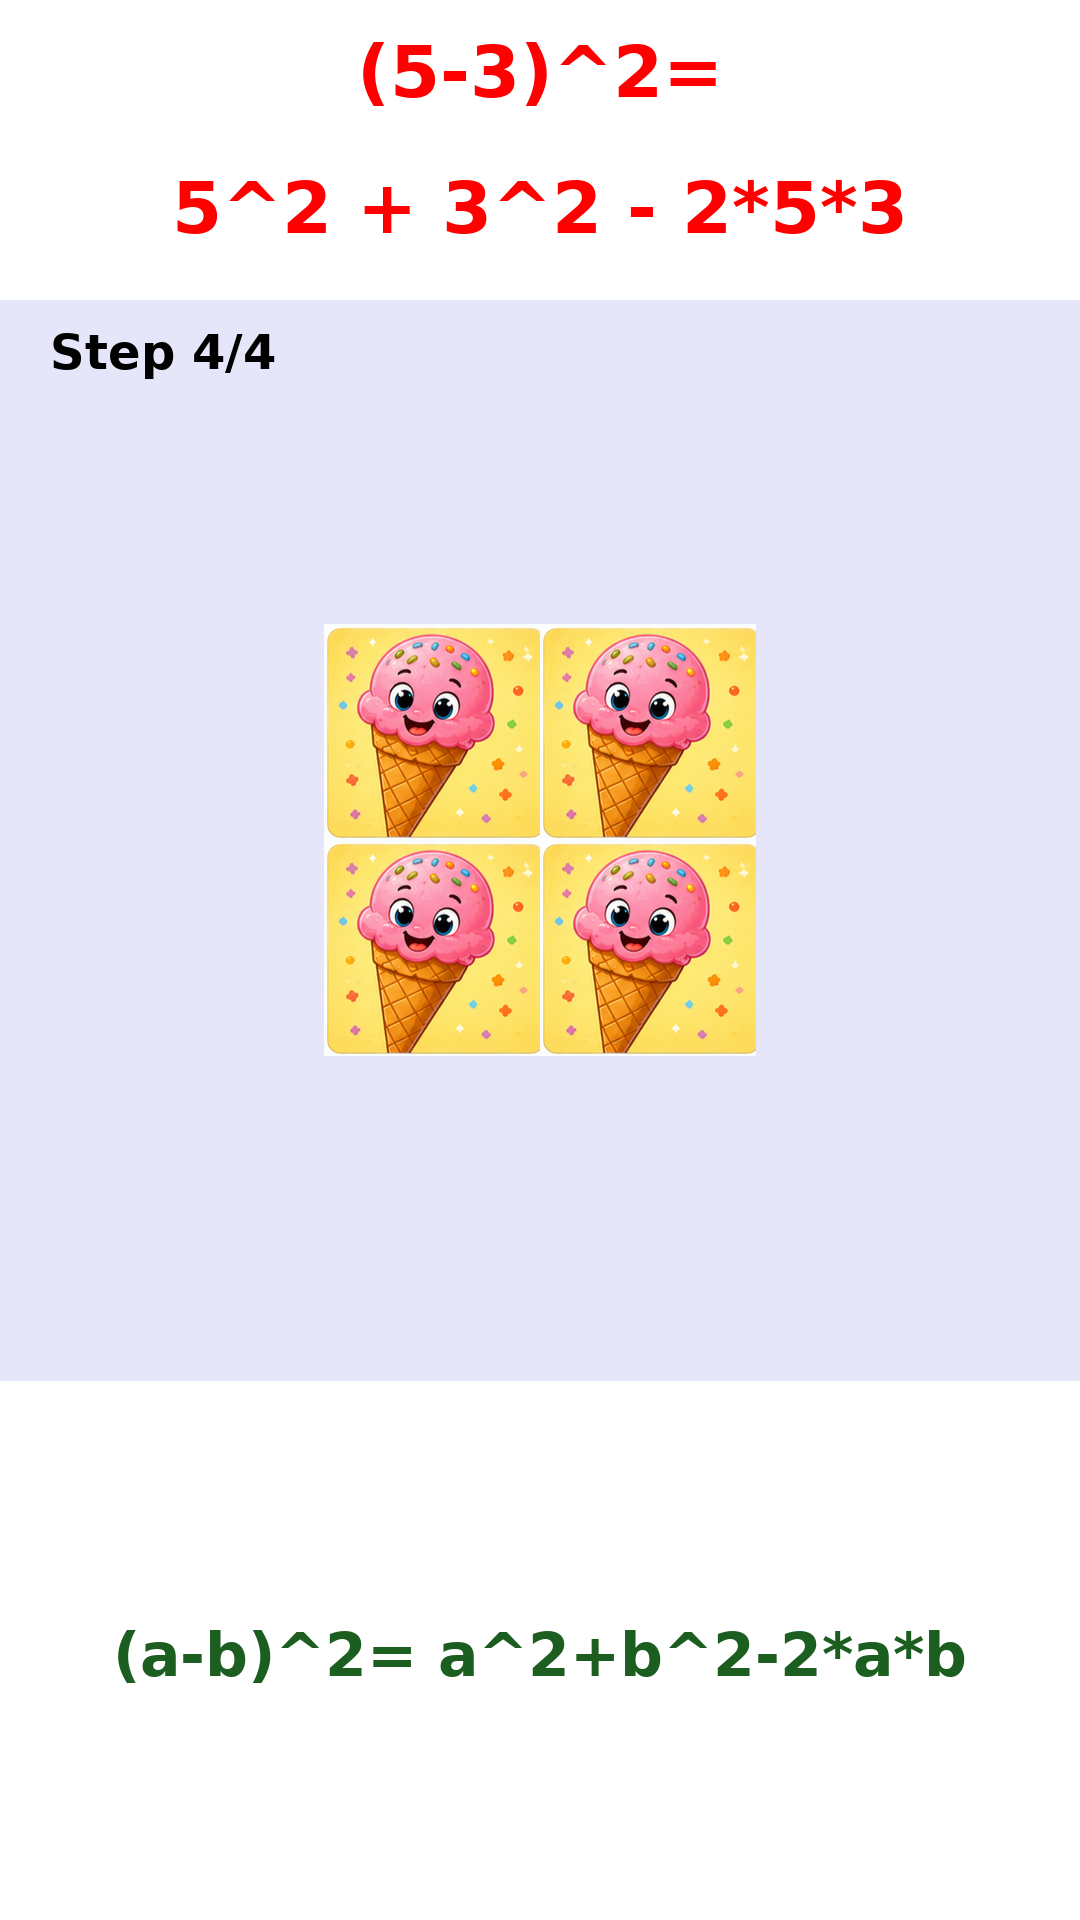 (5-3)^2=
5^2 + 3^2 - 2*5*3
Step 4/4
(a-b)^2= a^2+b^2-2*a*b